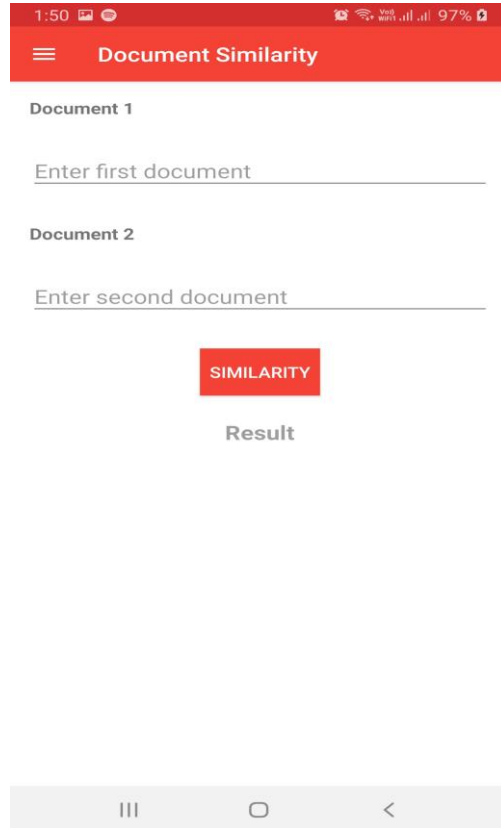 1:50 97%
Document Similarity
Document 1
Enter first document
Document 2
Enter second document
SIMILARITY
Result